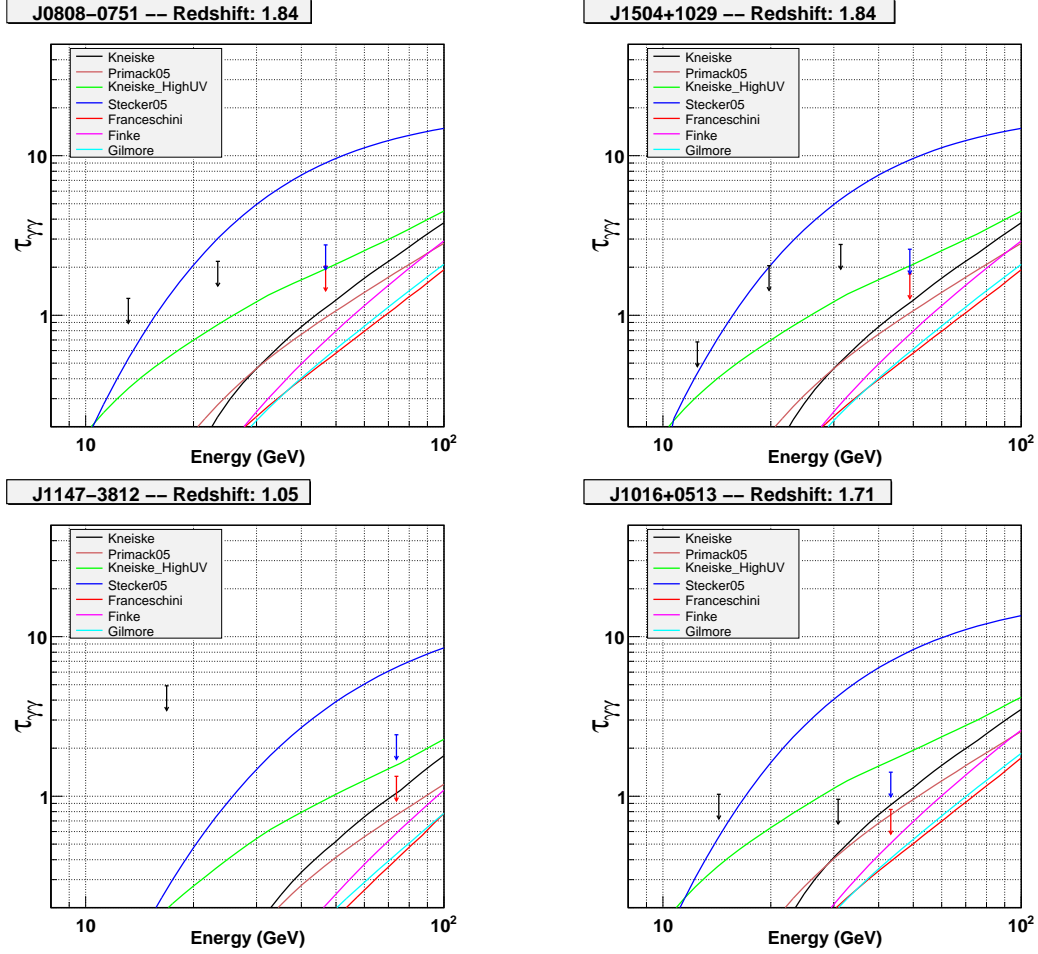 J0808−0751 −− Redshift: 1.84
Kneiske
Primack05
Kneiske_HighUV
Stecker05
Franceschini
Finke
Gilmore
10
1
τγγ
10
10²
Energy (GeV)
J1504+1029 −− Redshift: 1.84
Kneiske
Primack05
Kneiske_HighUV
Stecker05
Franceschini
Finke
Gilmore
10
1
τγγ
10
10²
Energy (GeV)
J1147−3812 −− Redshift: 1.05
Kneiske
Primack05
Kneiske_HighUV
Stecker05
Franceschini
Finke
Gilmore
10
1
τγγ
10
10²
Energy (GeV)
J1016+0513 −− Redshift: 1.71
Kneiske
Primack05
Kneiske_HighUV
Stecker05
Franceschini
Finke
Gilmore
10
1
τγγ
10
10²
Energy (GeV)